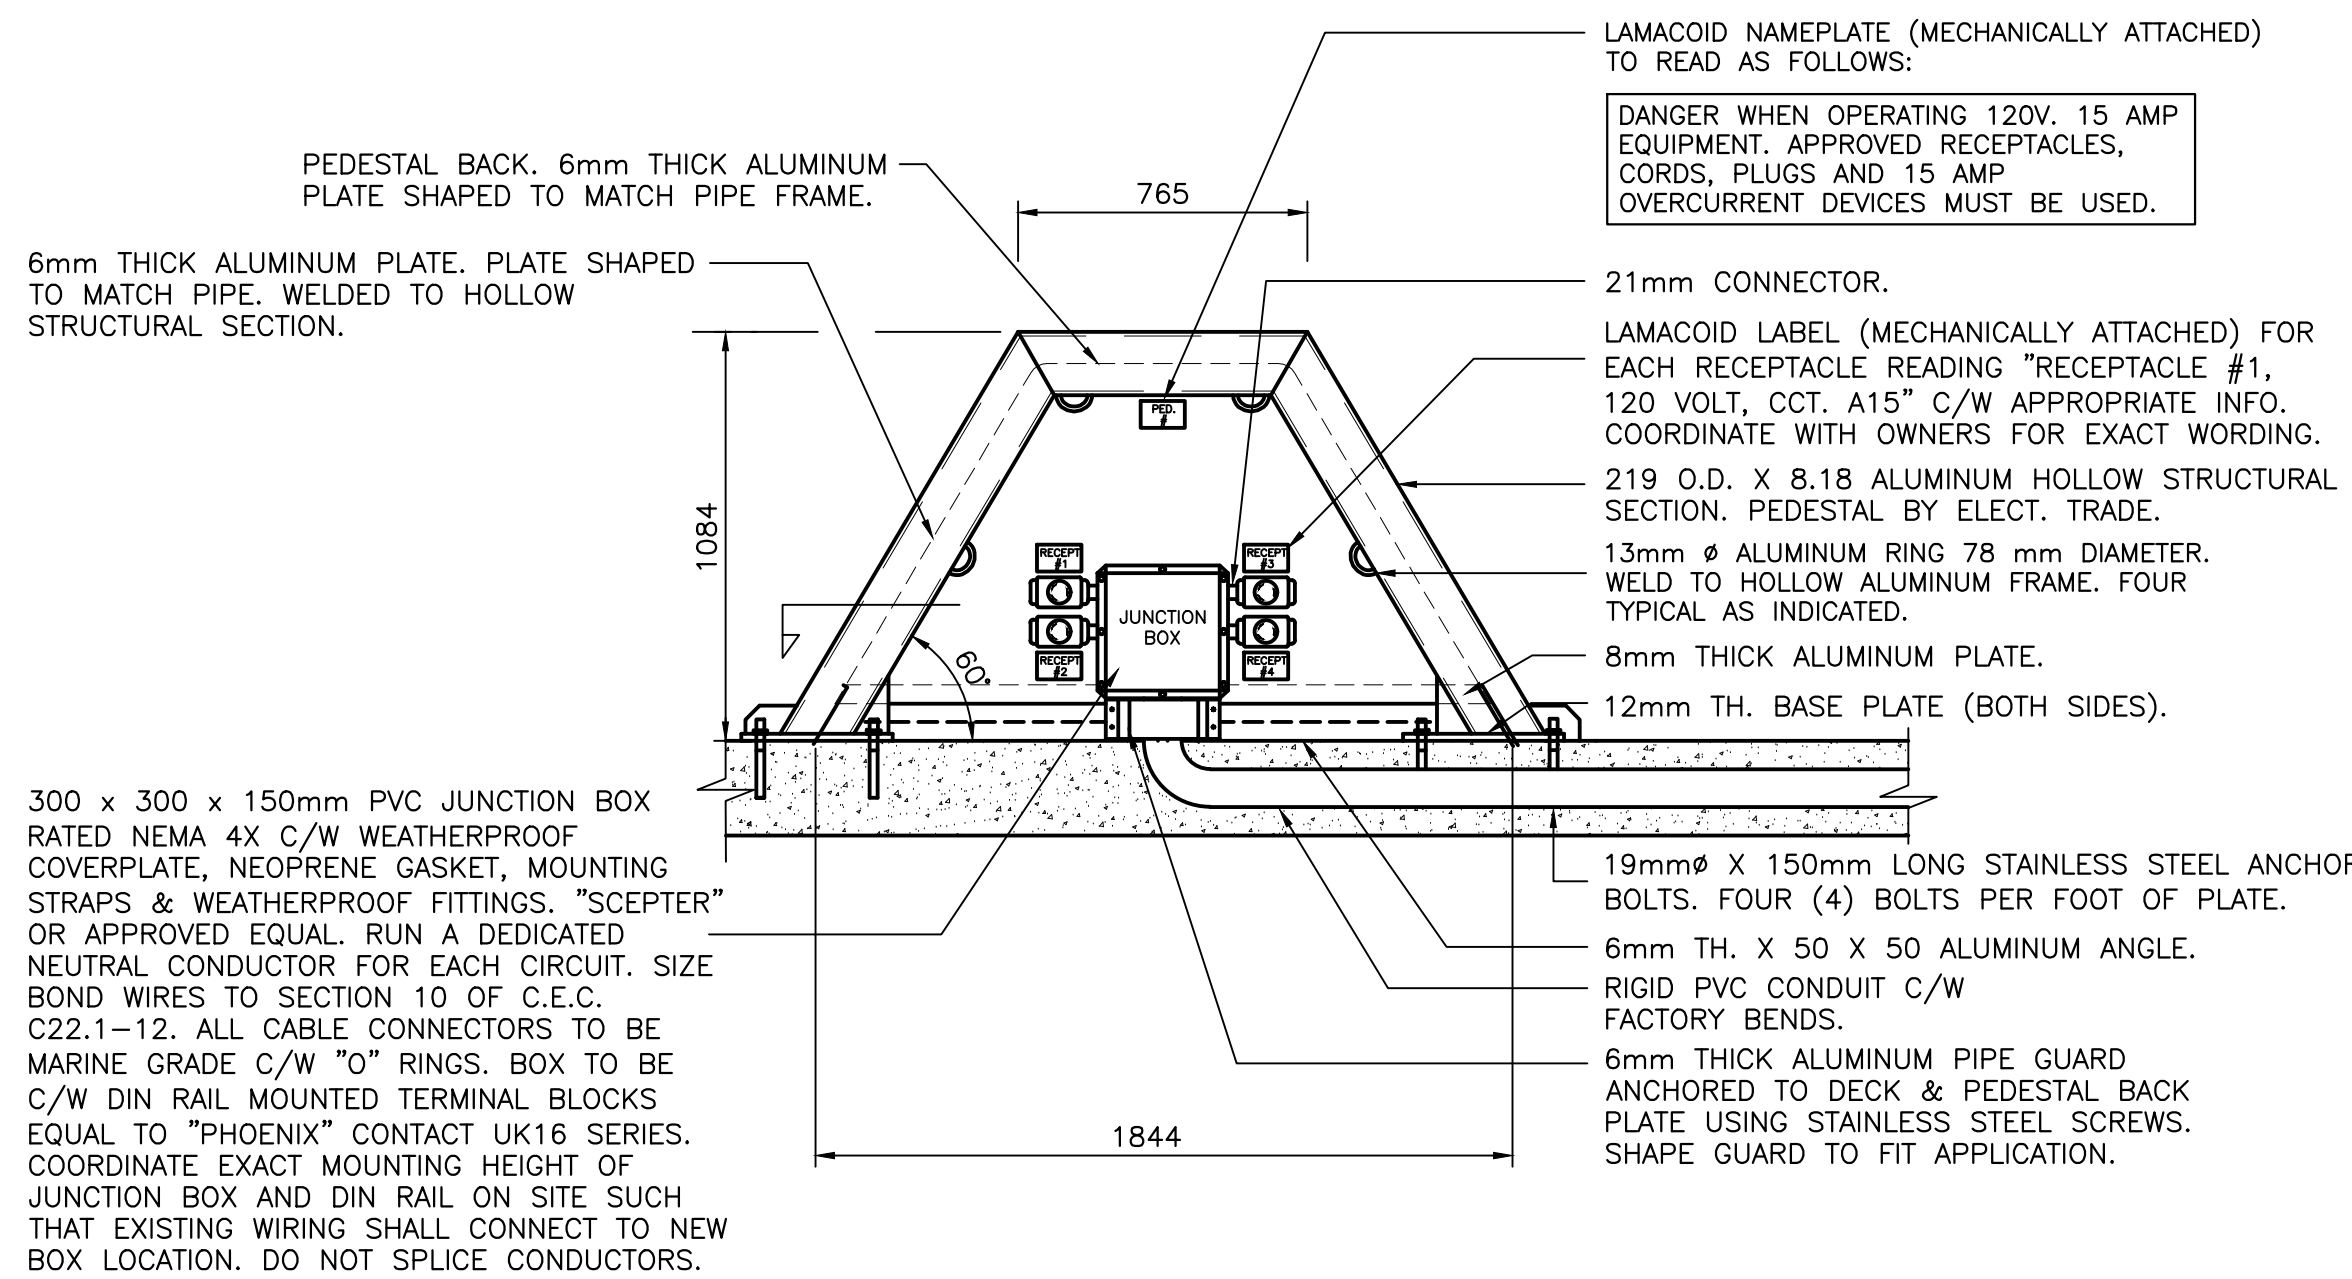 LAMACOID NAMEPLATE (MECHANICALLY ATTACHED)
TO READ AS FOLLOWS:
DANGER WHEN OPERATING 120V. 15 AMP
EQUIPMENT. APPROVED RECEPTACLES,
CORDS, PLUGS AND 15 AMP
OVERCURRENT DEVICES MUST BE USED.
PEDESTAL BACK. 6mm THICK ALUMINUM
PLATE SHAPED TO MATCH PIPE FRAME.
765
6mm THICK ALUMINUM PLATE. PLATE SHAPED
TO MATCH PIPE. WELDED TO HOLLOW
STRUCTURAL SECTION.
21mm CONNECTOR.
LAMACOID LABEL (MECHANICALLY ATTACHED) FOR
EACH RECEPTACLE READING "RECEPTACLE #1,
120 VOLT, CCT. A15" C/W APPROPRIATE INFO.
COORDINATE WITH OWNERS FOR EXACT WORDING.
PED.
#
219 O.D. X 8.18 ALUMINUM HOLLOW STRUCTURAL
SECTION. PEDESTAL BY ELECT. TRADE.
1084
RECEPT
#1
RECEPT
#3
13mm ø ALUMINUM RING 78 mm DIAMETER.
WELD TO HOLLOW ALUMINUM FRAME. FOUR
TYPICAL AS INDICATED.
JUNCTION
BOX
60°
RECEPT
#2
RECEPT
#4
8mm THICK ALUMINUM PLATE.
12mm TH. BASE PLATE (BOTH SIDES).
300 x 300 x 150mm PVC JUNCTION BOX
RATED NEMA 4X C/W WEATHERPROOF
COVERPLATE, NEOPRENE GASKET, MOUNTING
STRAPS & WEATHERPROOF FITTINGS. "SCEPTER"
OR APPROVED EQUAL. RUN A DEDICATED
NEUTRAL CONDUCTOR FOR EACH CIRCUIT. SIZE
BOND WIRES TO SECTION 10 OF C.E.C.
C22.1-12. ALL CABLE CONNECTORS TO BE
MARINE GRADE C/W "O" RINGS. BOX TO BE
C/W DIN RAIL MOUNTED TERMINAL BLOCKS
EQUAL TO "PHOENIX" CONTACT UK16 SERIES.
COORDINATE EXACT MOUNTING HEIGHT OF
JUNCTION BOX AND DIN RAIL ON SITE SUCH
THAT EXISTING WIRING SHALL CONNECT TO NEW
BOX LOCATION. DO NOT SPLICE CONDUCTORS.
19mmø X 150mm LONG STAINLESS STEEL ANCHOR
BOLTS. FOUR (4) BOLTS PER FOOT OF PLATE.
6mm TH. X 50 X 50 ALUMINUM ANGLE.
RIGID PVC CONDUIT C/W
FACTORY BENDS.
6mm THICK ALUMINUM PIPE GUARD
ANCHORED TO DECK & PEDESTAL BACK
PLATE USING STAINLESS STEEL SCREWS.
SHAPE GUARD TO FIT APPLICATION.
1844